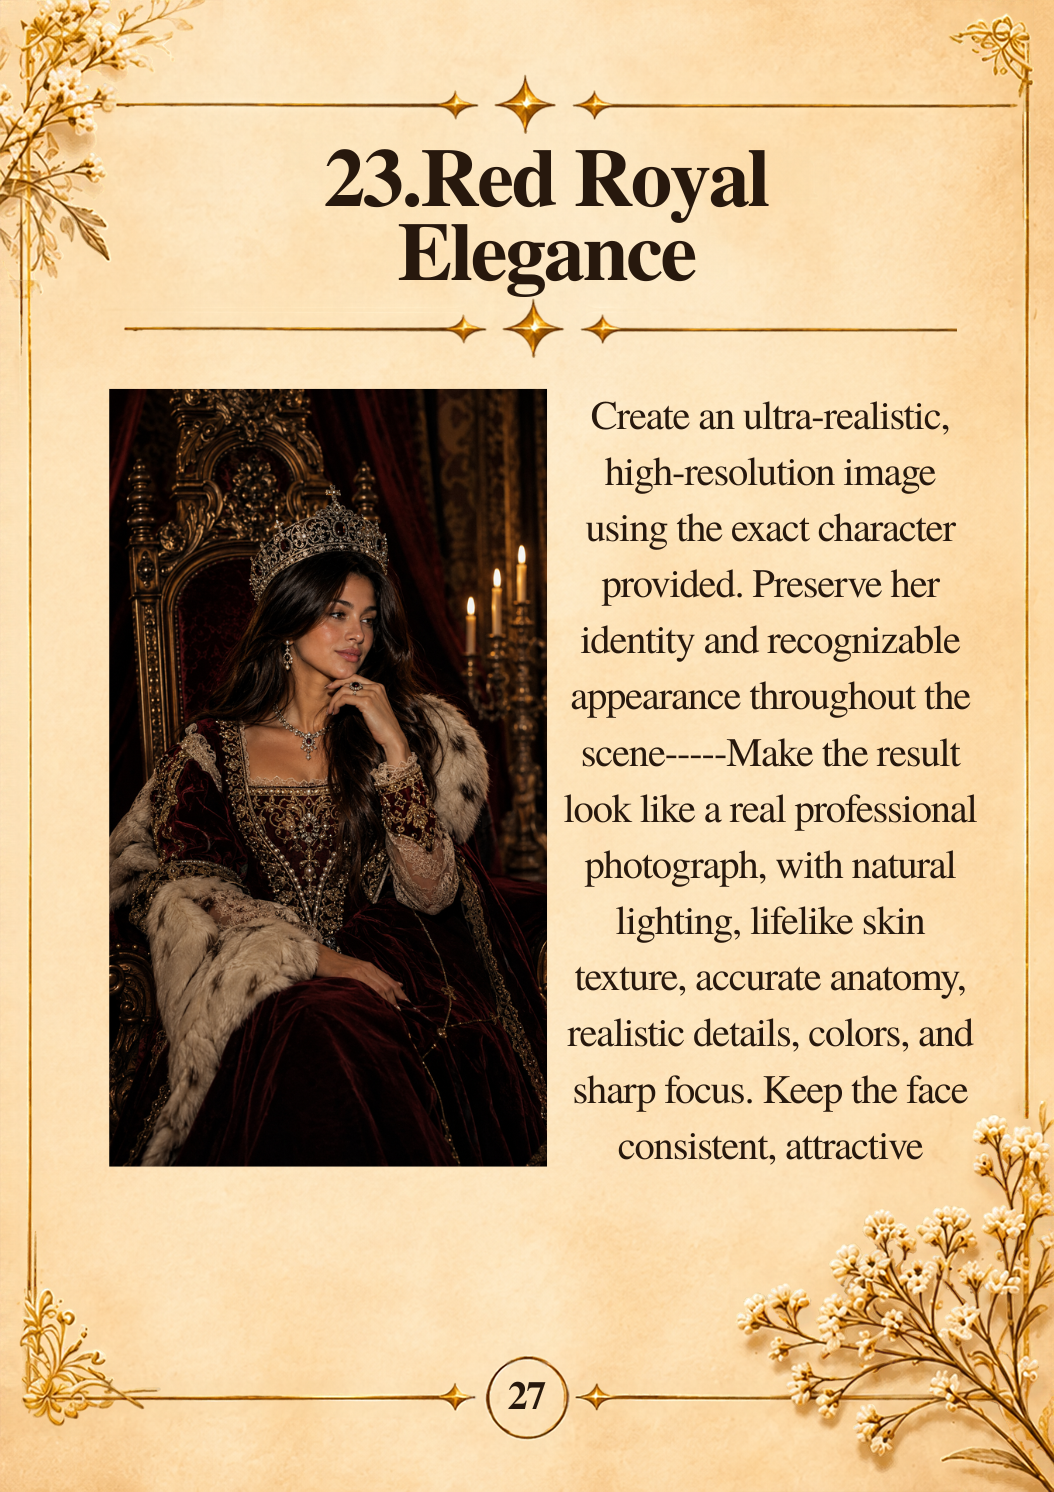 23.Red Royal
Elegance
Create an ultra-realistic,
high-resolution image
using the exact character
provided. Preserve her
identity and recognizable
appearance throughout the
scene-----Make the result
look like a real professional
photograph, with natural
lighting, lifelike skin
texture, accurate anatomy,
realistic details, colors, and
sharp focus. Keep the face
consistent, attractive
27